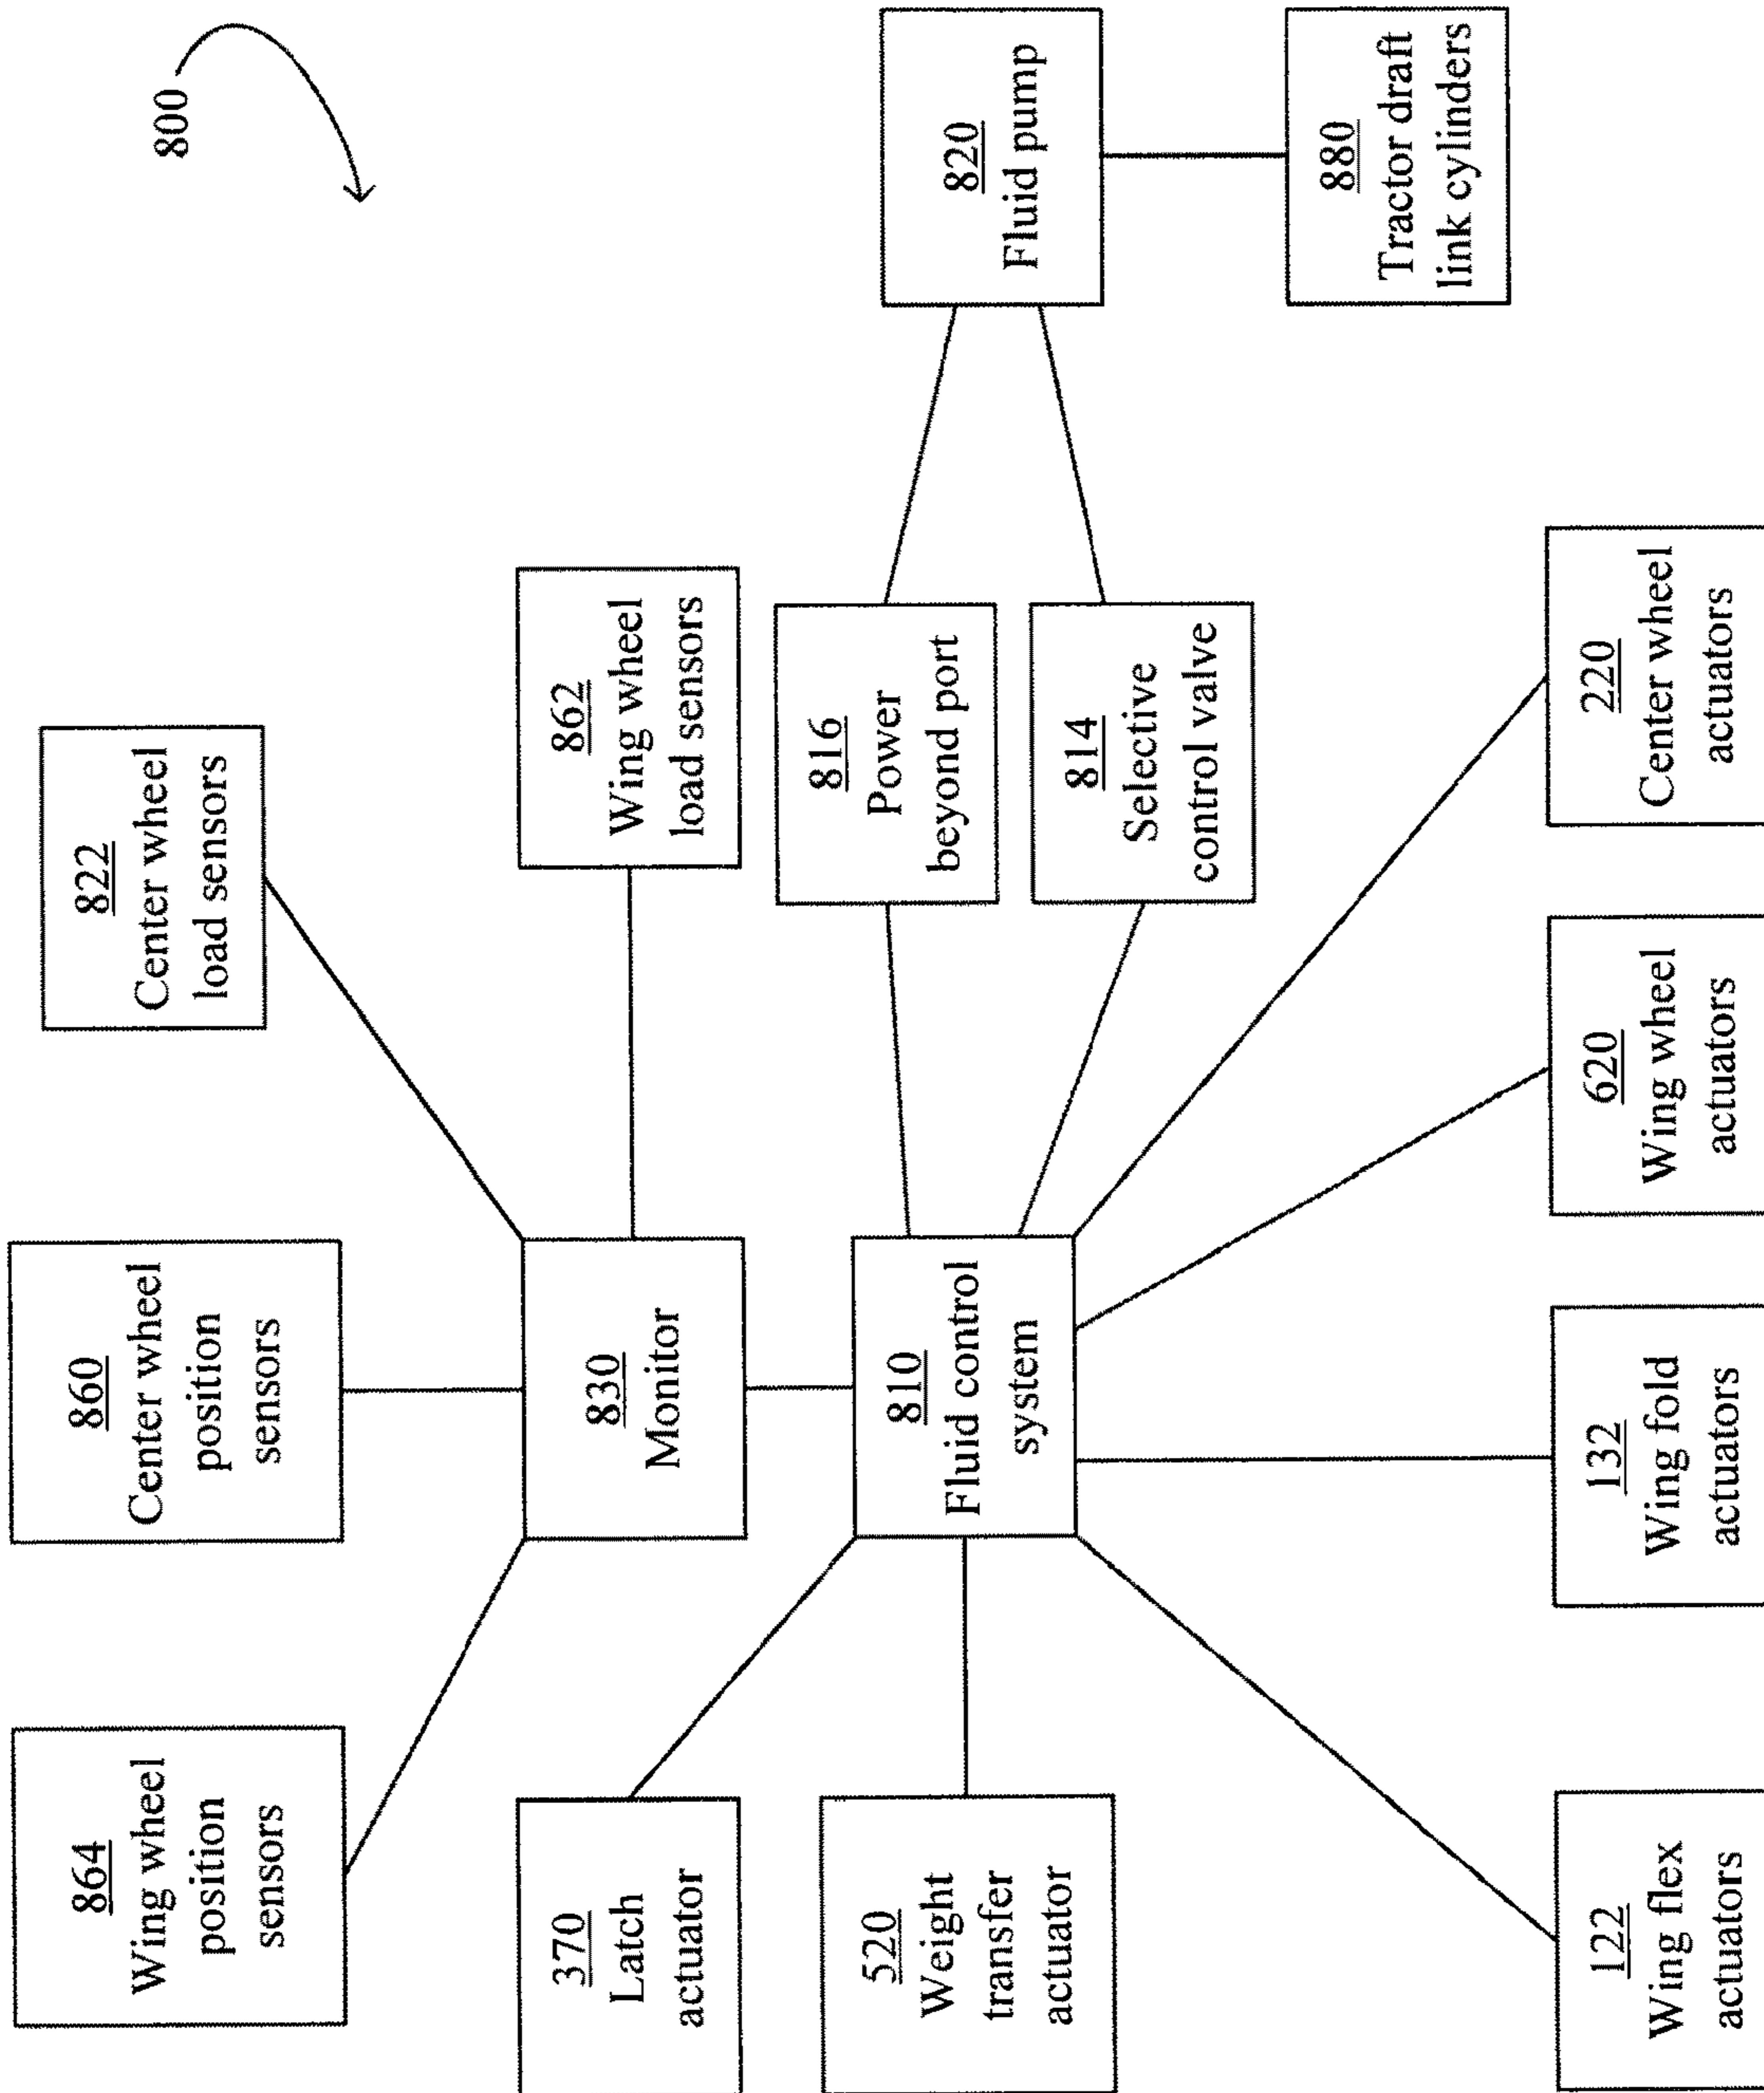 800
864
Wing wheel
position
sensors
860
Center wheel
position
sensors
822
Center wheel
load sensors
370
Latch
actuator
830
Monitor
862
Wing wheel
load sensors
520
Weight
transfer
actuator
810
Fluid control
system
816
Power
beyond port
814
Selective
control valve
820
Fluid pump
880
Tractor draft
link cylinders
122
Wing flex
actuators
132
Wing fold
actuators
620
Wing wheel
actuators
220
Center wheel
actuators